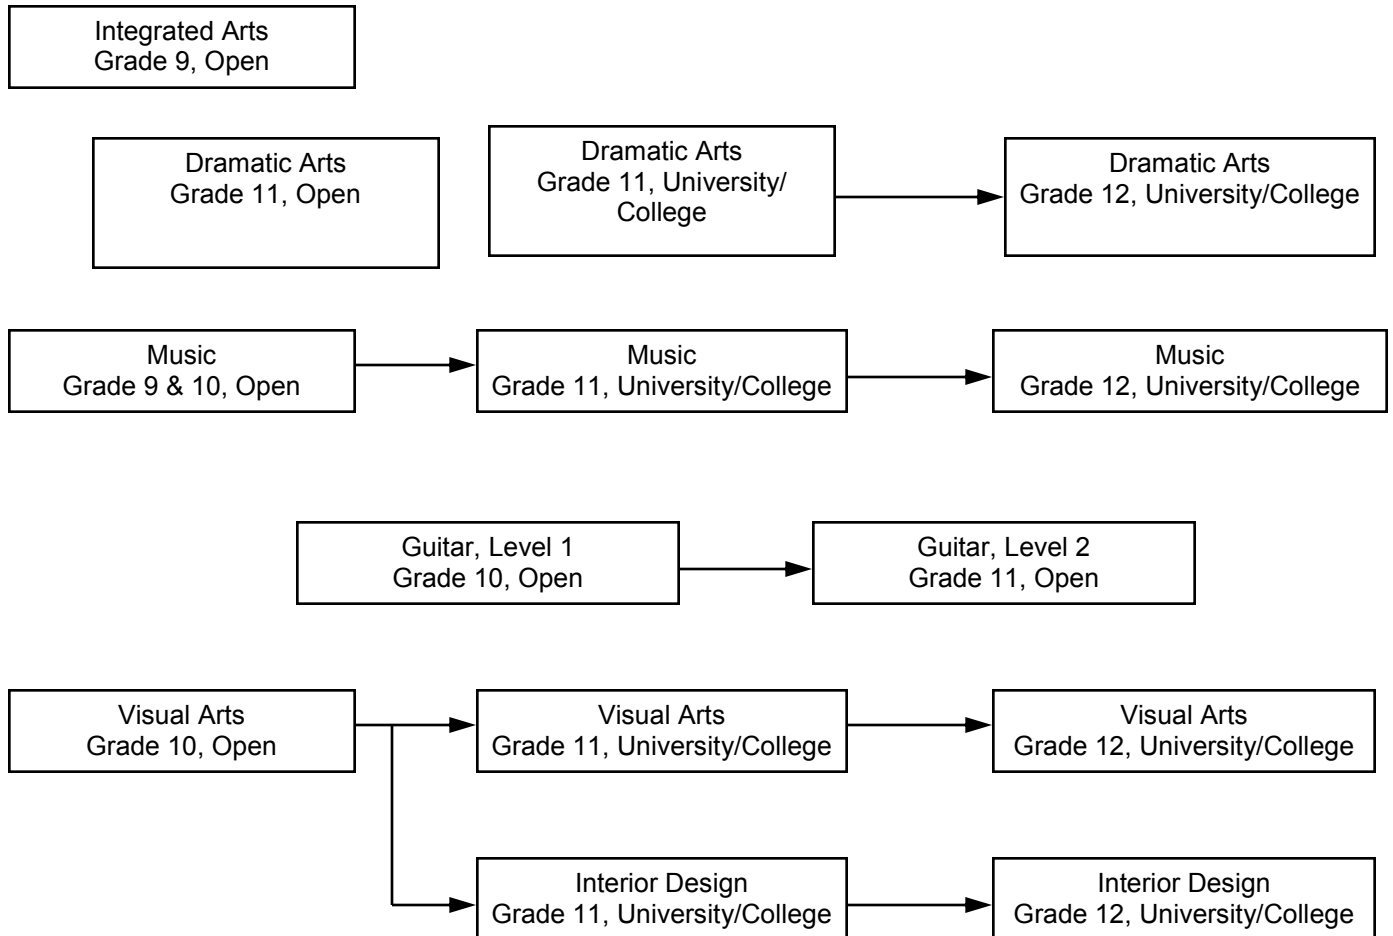 Integrated Arts
Grade 9, Open
Dramatic Arts
Grade 11, Open
Dramatic Arts
Grade 11, University/
College
Dramatic Arts
Grade 12, University/College
Music
Grade 9 & 10, Open
Music
Grade 11, University/College
Music
Grade 12, University/College
Guitar, Level 1
Grade 10, Open
Guitar, Level 2
Grade 11, Open
Visual Arts
Grade 10, Open
Visual Arts
Grade 11, University/College
Visual Arts
Grade 12, University/College
Interior Design
Grade 11, University/College
Interior Design
Grade 12, University/College